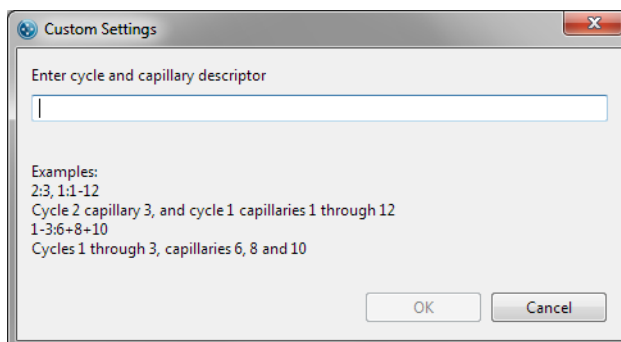 Custom Settings
Enter cycle and capillary descriptor
Examples:
2:3, 1:1-12
Cycle 2 capillary 3, and cycle 1 capillaries 1 through 12
1-3:6+8+10
Cycles 1 through 3, capillaries 6, 8 and 10
OK
Cancel